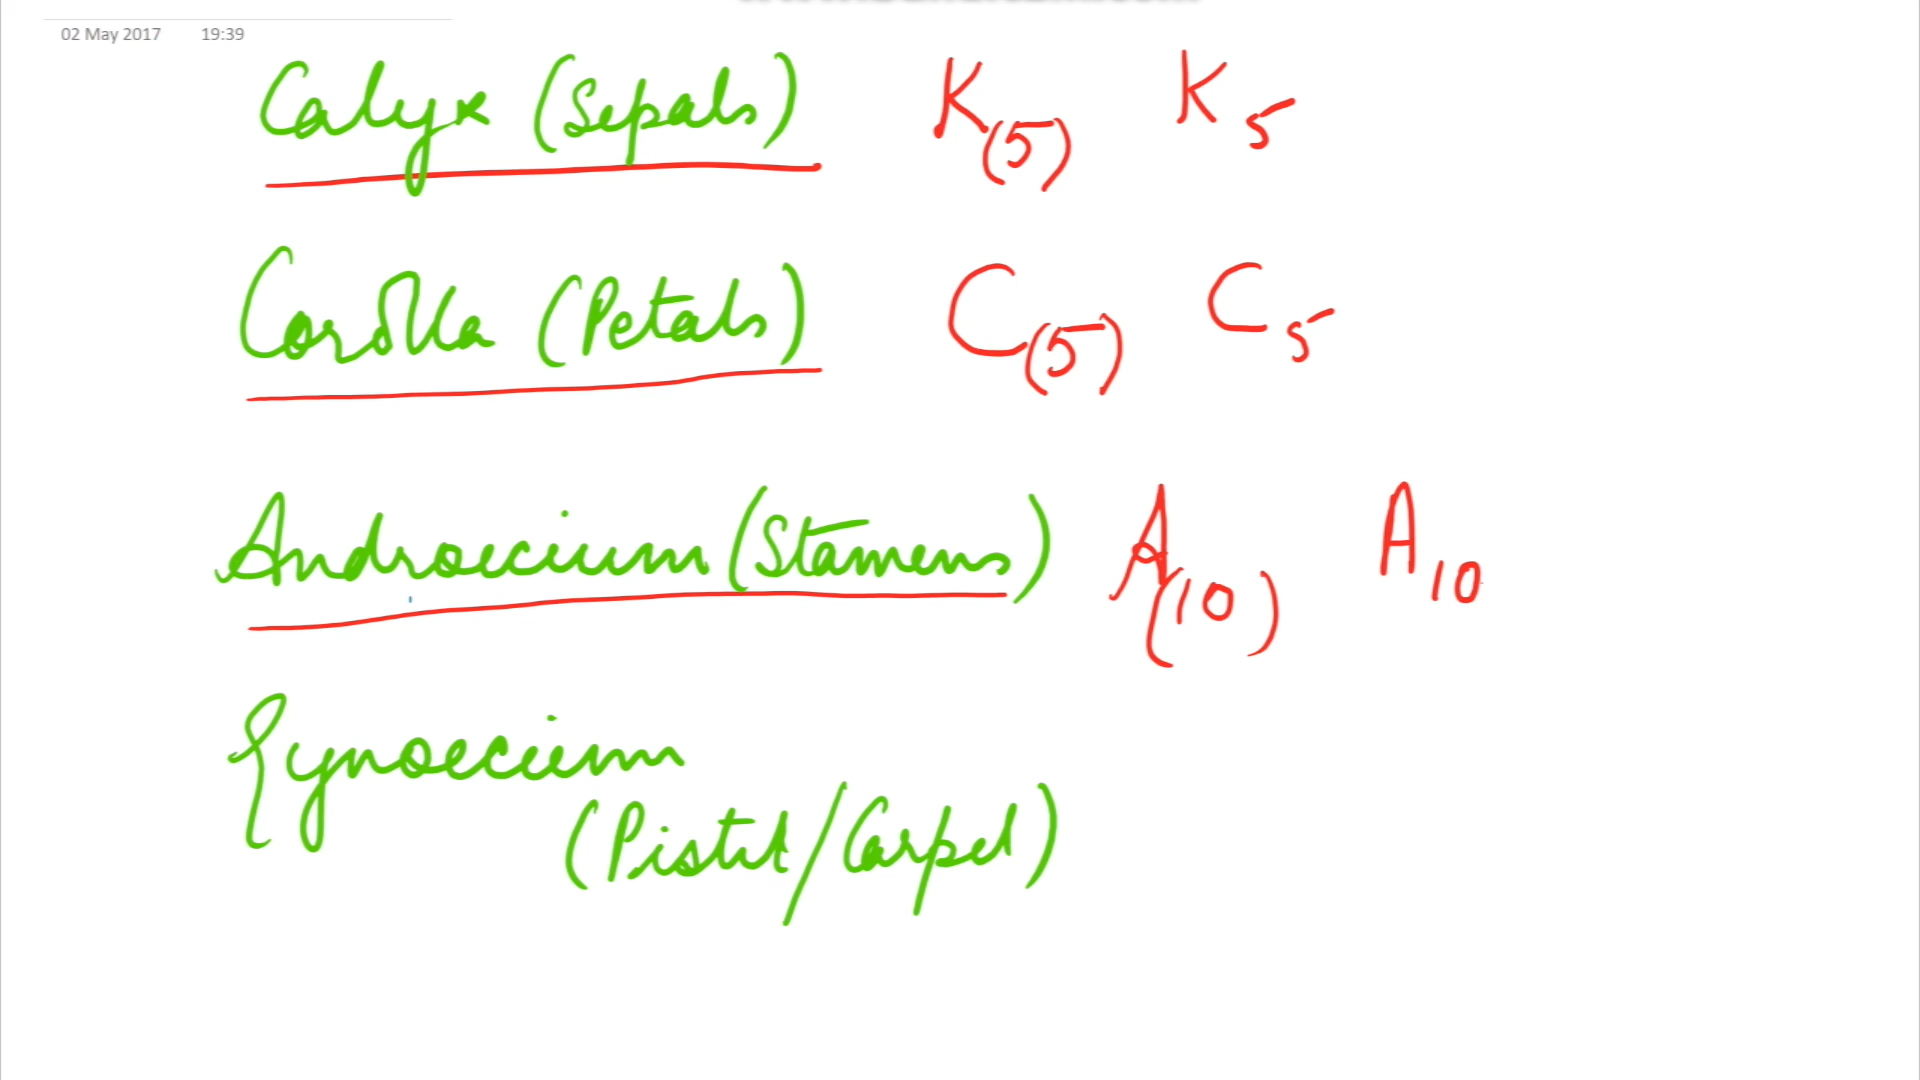 02 May 2017 19:39
Calyx (Sepals) K(5) K5
Corolla (Petals) C(5) C5
Androecium (Stamens) A(10) A10
Gynoecium
(Pistil/Carpel)